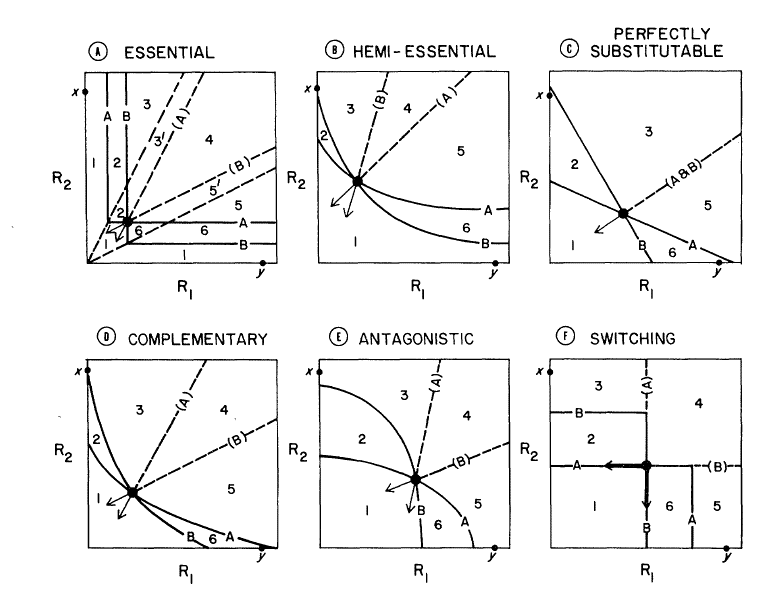 A ESSENTIAL
x
A
B
3
(A)
3'
4
1
2
(B)
5'
R2
2
5
6
A
6
1
B
1
y
R1
B HEMI-ESSENTIAL
x
3
(B)
4
(A)
2
5
R2
A
6
B
1
y
R1
C PERFECTLY
SUBSTITUTABLE
x
3
2
(A&B)
R2
5
1
B
6
A
y
R1
D COMPLEMENTARY
x
3
(A)
4
2
(B)
R2
5
1
B
6
A
y
R1
E ANTAGONISTIC
x
3
(A)
4
2
R2
(B)
5
1
B
6
A
y
R1
F SWITCHING
x
3
(A)
4
B
2
R2
A
(B)
1
6
5
B
A
y
R1